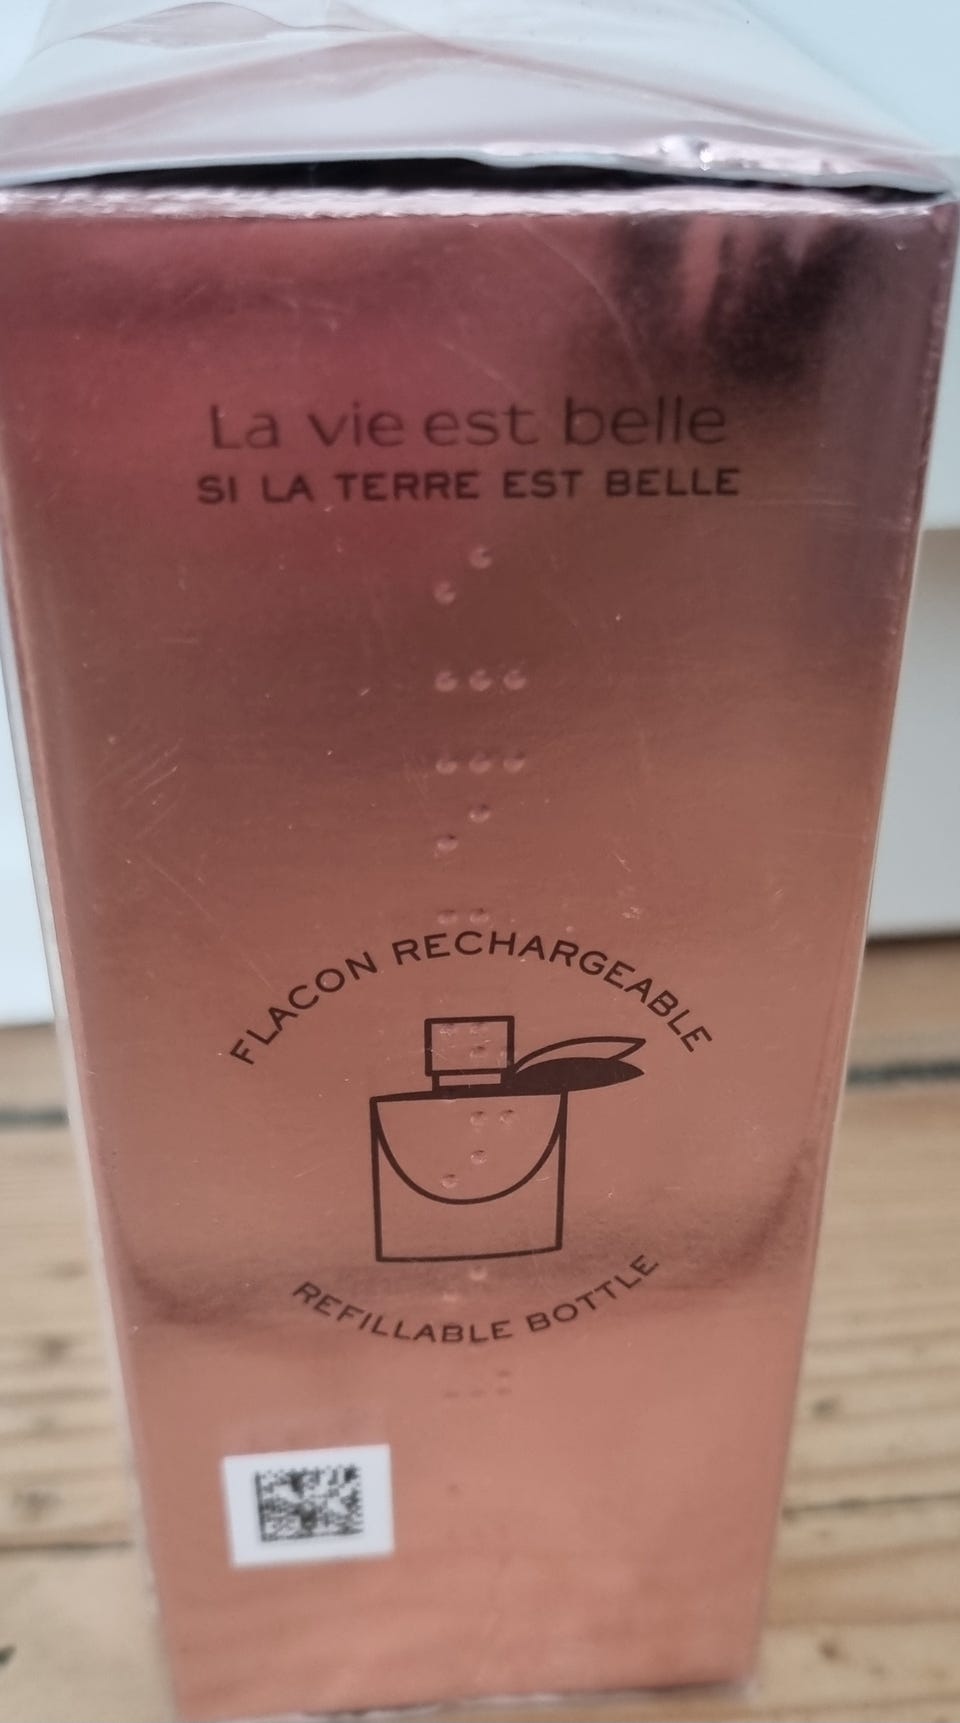 La vie est belle
SI LA TERRE EST BELLE
FLACON RECHARGEABLE
REFILLABLE BOTTLE